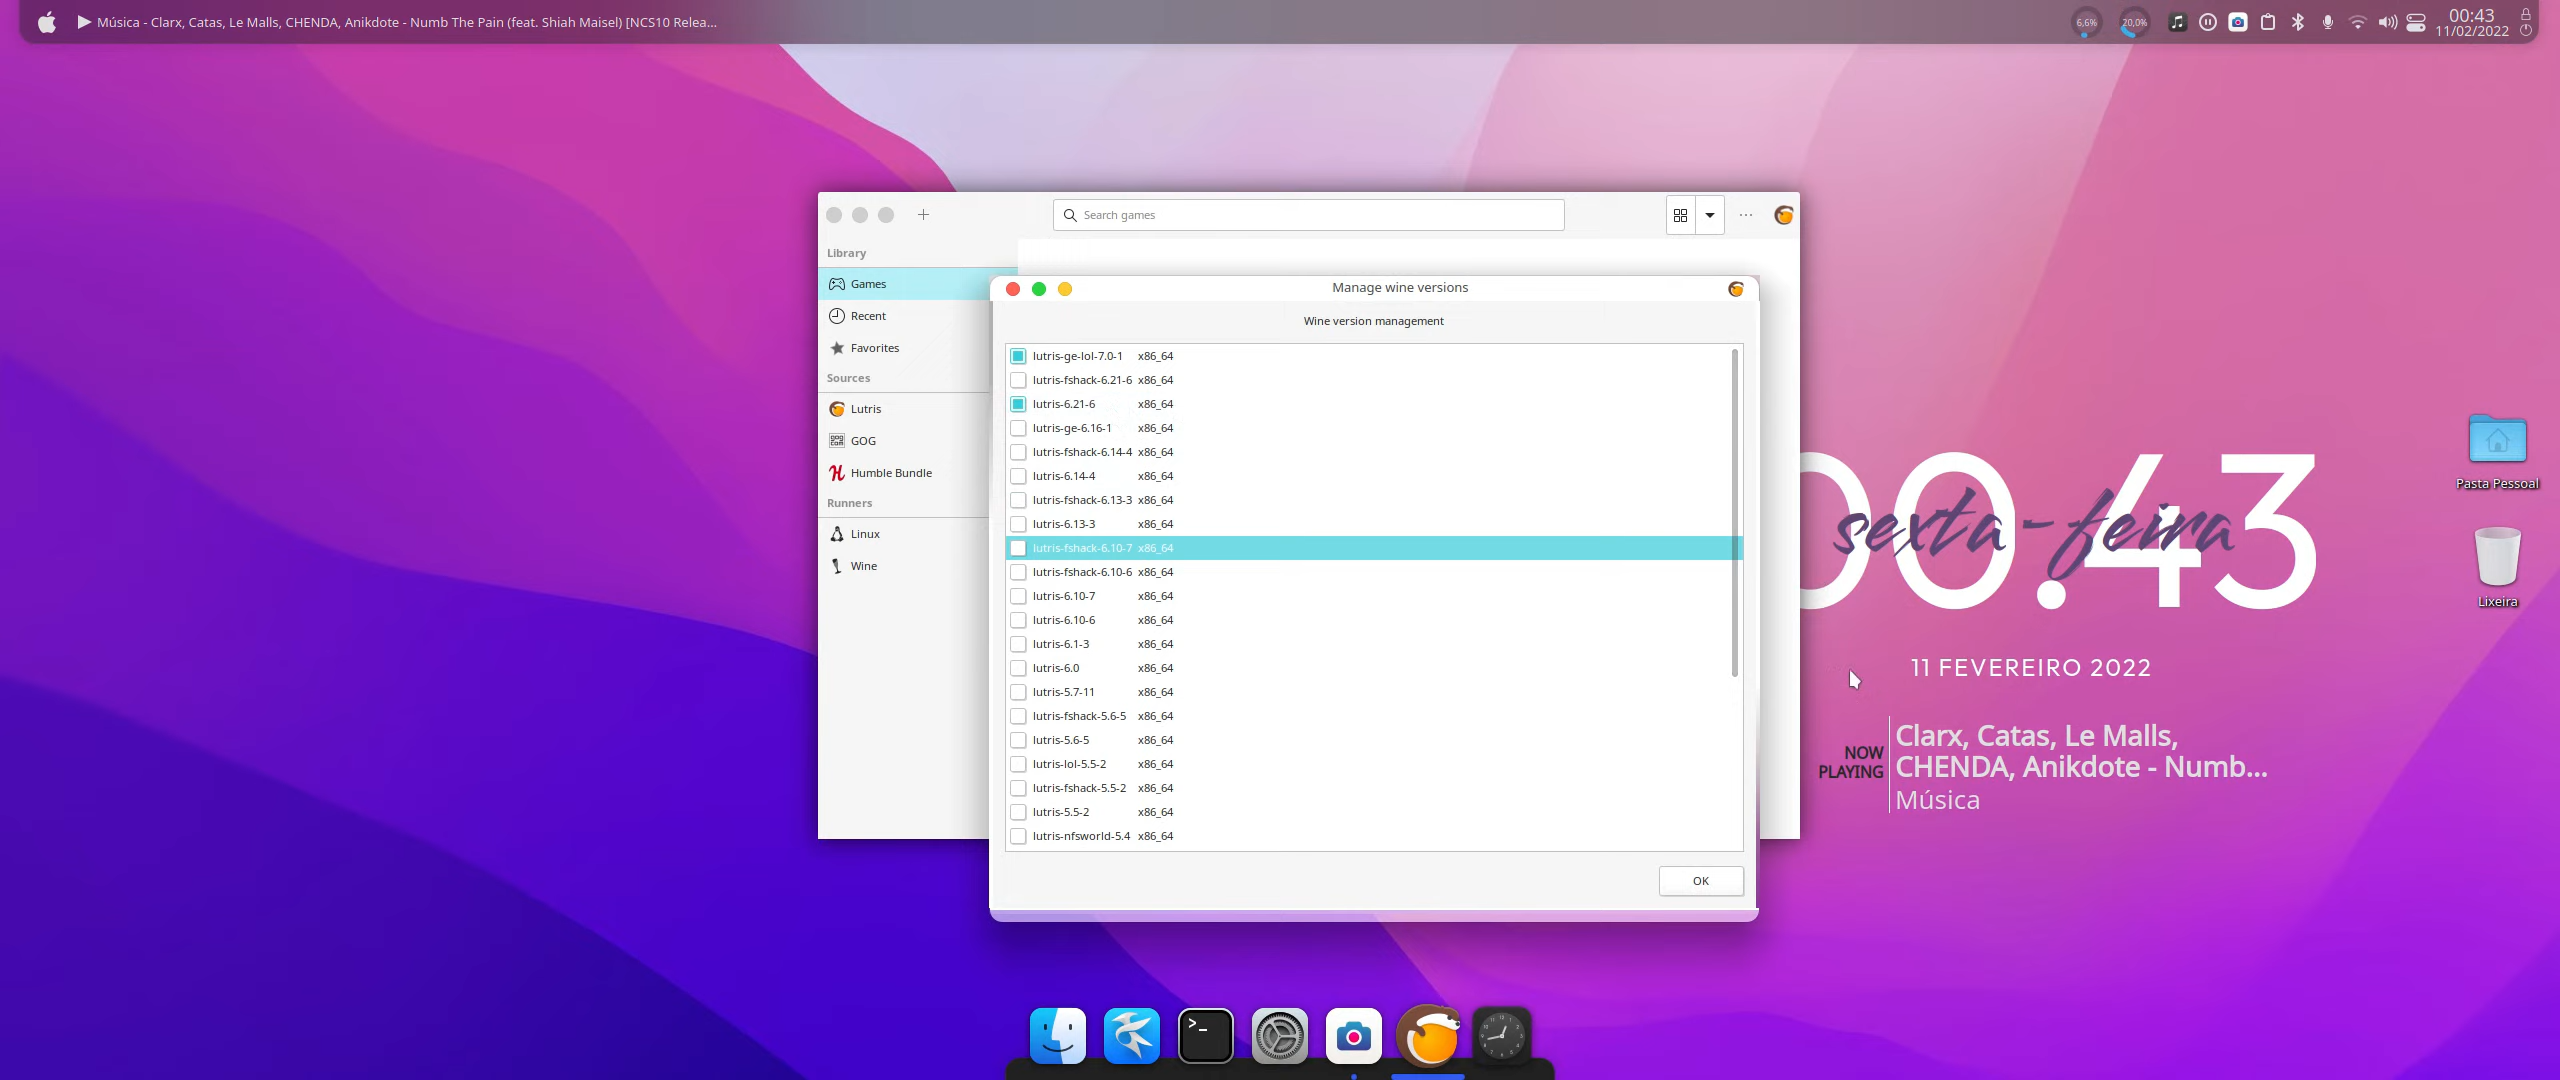 Música - Clarx, Catas, Le Malls, CHENDA, Anikdote - Numb The Pain (feat. Shiah Maisel) [NCS10 Relea...
6,6%
20,0%
00:43
11/02/2022
Search games
Library
Games
Recent
Favorites
Sources
Lutris
GOG
Humble Bundle
Runners
Linux
Wine
Manage wine versions
Wine version management
lutris-ge-lol-7.0-1 x86_64
lutris-fshack-6.21-6 x86_64
lutris-6.21-6 x86_64
lutris-ge-6.16-1 x86_64
lutris-fshack-6.14-4 x86_64
lutris-6.14-4 x86_64
lutris-fshack-6.13-3 x86_64
lutris-6.13-3 x86_64
lutris-fshack-6.10-7 x86_64
lutris-fshack-6.10-6 x86_64
lutris-6.10-7 x86_64
lutris-6.10-6 x86_64
lutris-6.1-3 x86_64
lutris-6.0 x86_64
lutris-5.7-11 x86_64
lutris-fshack-5.6-5 x86_64
lutris-5.6-5 x86_64
lutris-lol-5.5-2 x86_64
lutris-fshack-5.5-2 x86_64
lutris-5.5-2 x86_64
lutris-nfsworld-5.4 x86_64
OK
00.43
sexta-feira
11 FEVEREIRO 2022
NOW
PLAYING
Clarx, Catas, Le Malls,
CHENDA, Anikdote - Numb...
Música
Pasta Pessoal
Lixeira
>_